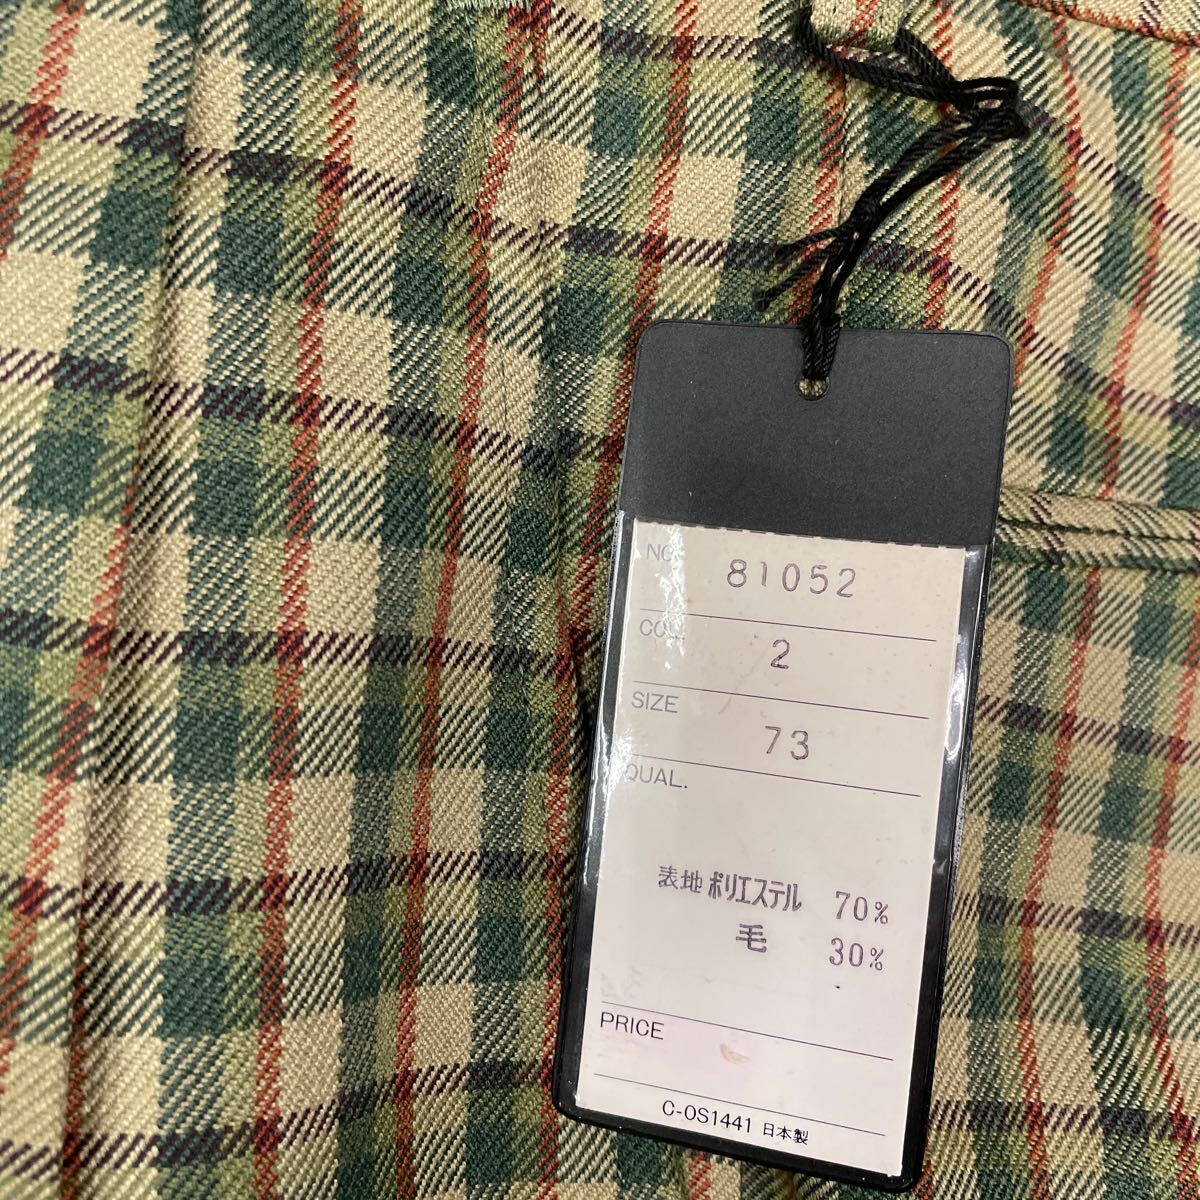 NO. 81052
COL. 2
SIZE 73
QUAL.
表地 ポリエステル 70%
毛 30%
PRICE
C-OS1441 日本製